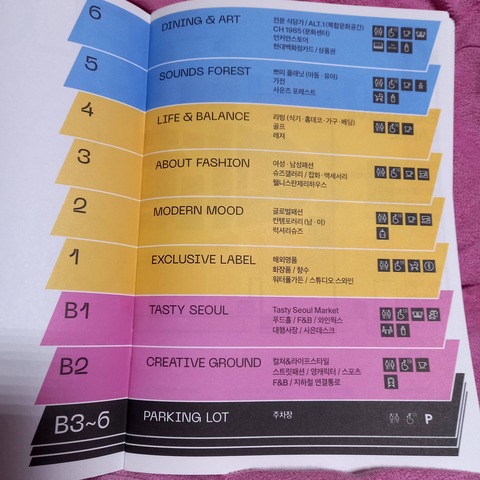 6
DINING & ART
전문 식당가 / ALT.1 (복합문화공간)
CH 1985 (문화센터)
언커먼스토어
현대백화점카드 / 상품권
5
SOUNDS FOREST
쁘띠 플래닛 (아동 · 유아)
가전
사운즈 포레스트
4
LIFE & BALANCE
리빙 (식기 · 홈데코 · 가구 · 베딩)
골프
레저
3
ABOUT FASHION
여성 · 남성패션
슈즈갤러리 / 잡화 · 액세서리
웰니스란제리하우스
2
MODERN MOOD
글로벌패션
컨템포러리 (남 · 여)
럭셔리슈즈
1
EXCLUSIVE LABEL
해외명품
화장품 / 향수
워터폴가든 / 스튜디오 스와인
B1
TASTY SEOUL
Tasty Seoul Market
푸드홀 / F&B / 와인웍스
대행사장 / 사은데스크
B2
CREATIVE GROUND
컬처&라이프스타일
스트릿패션 / 영캐릭터 / 스포츠
F&B / 지하철 연결통로
B3~6
PARKING LOT
주차장
P